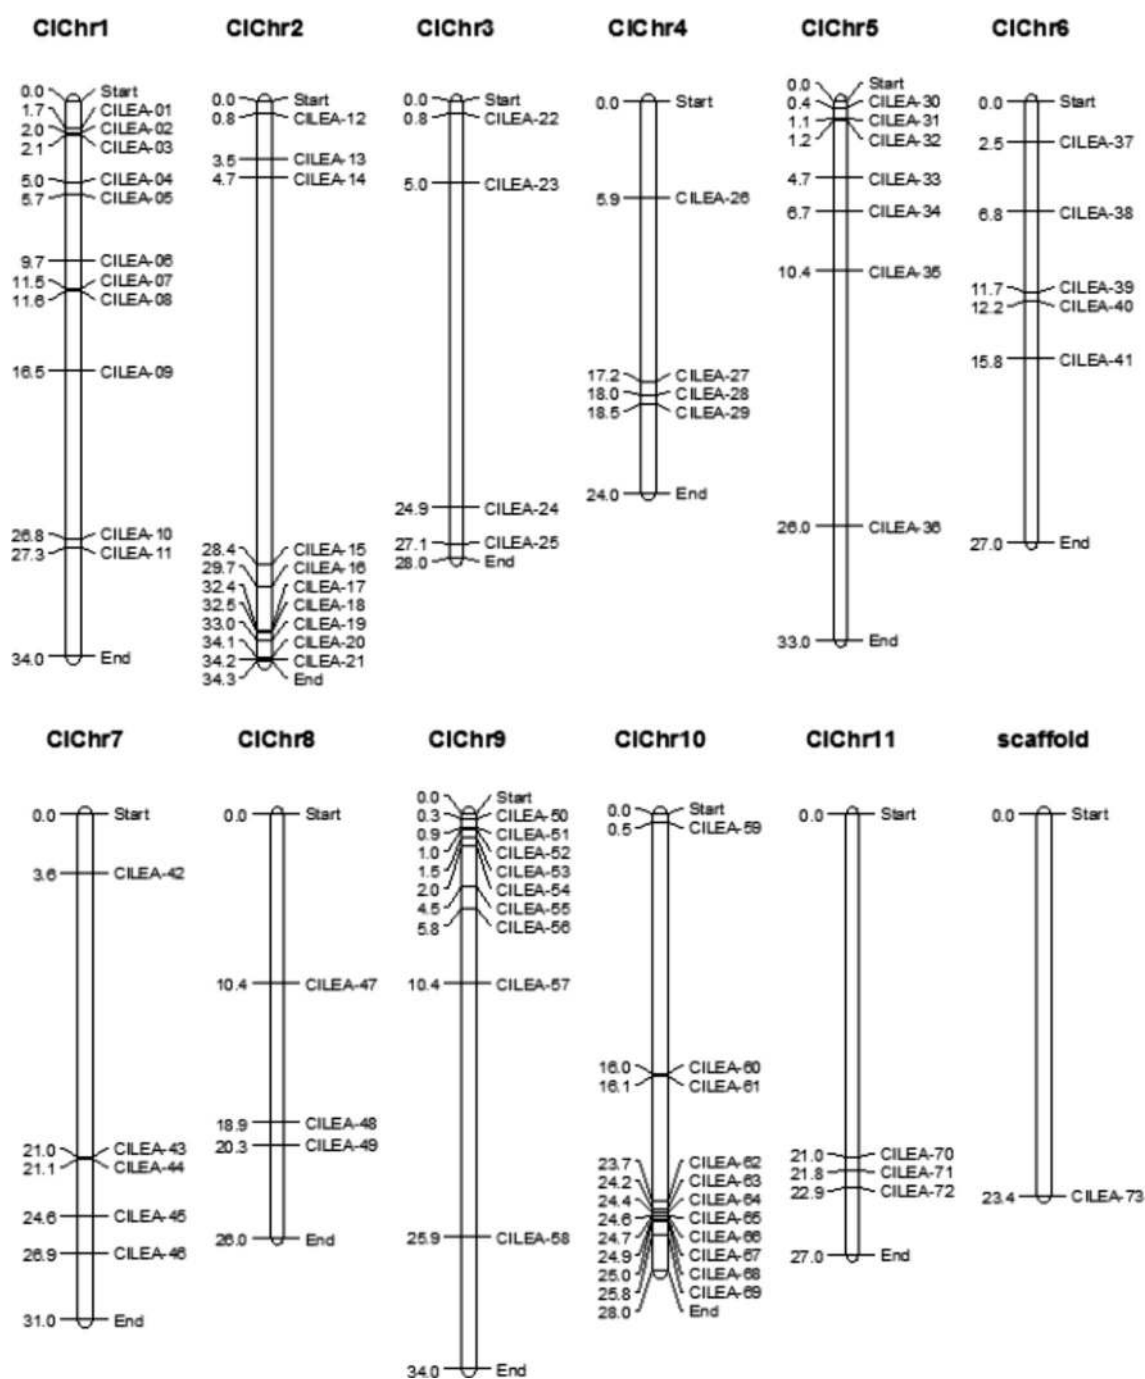 ClChr1 ClChr2 ClChr3 ClChr4 ClChr5 ClChr6
0.0 Start
1.7 ClLEA-01
2.0 ClLEA-02
2.1 ClLEA-03
5.0 ClLEA-04
5.7 ClLEA-05
9.7 ClLEA-06
11.5 ClLEA-07
11.6 ClLEA-08
16.5 ClLEA-09
26.8 ClLEA-10
27.3 ClLEA-11
34.0 End
0.0 Start
0.8 ClLEA-12
3.5 ClLEA-13
4.7 ClLEA-14
28.4 ClLEA-15
29.7 ClLEA-16
32.4 ClLEA-17
32.5 ClLEA-18
33.0 ClLEA-19
34.1 ClLEA-20
34.2 ClLEA-21
34.3 End
0.0 Start
0.8 ClLEA-22
5.0 ClLEA-23
24.9 ClLEA-24
27.1 ClLEA-25
28.0 End
0.0 Start
5.9 ClLEA-26
17.2 ClLEA-27
18.0 ClLEA-28
18.5 ClLEA-29
24.0 End
0.0 Start
0.4 ClLEA-30
1.1 ClLEA-31
1.2 ClLEA-32
4.7 ClLEA-33
6.7 ClLEA-34
10.4 ClLEA-35
26.0 ClLEA-36
33.0 End
0.0 Start
2.5 ClLEA-37
6.8 ClLEA-38
11.7 ClLEA-39
12.2 ClLEA-40
15.8 ClLEA-41
27.0 End
ClChr7 ClChr8 ClChr9 ClChr10 ClChr11 scaffold
0.0 Start
3.6 ClLEA-42
21.0 ClLEA-43
21.1 ClLEA-44
24.6 ClLEA-45
26.9 ClLEA-46
31.0 End
0.0 Start
10.4 ClLEA-47
18.9 ClLEA-48
20.3 ClLEA-49
26.0 End
0.0 Start
0.3 ClLEA-50
0.9 ClLEA-51
1.0 ClLEA-52
1.5 ClLEA-53
2.0 ClLEA-54
4.5 ClLEA-55
5.8 ClLEA-56
10.4 ClLEA-57
25.9 ClLEA-58
34.0 End
0.0 Start
0.5 ClLEA-59
16.0 ClLEA-60
16.1 ClLEA-61
23.7 ClLEA-62
24.2 ClLEA-63
24.4 ClLEA-64
24.6 ClLEA-65
24.7 ClLEA-66
24.9 ClLEA-67
25.0 ClLEA-68
25.8 ClLEA-69
28.0 End
0.0 Start
21.0 ClLEA-70
21.8 ClLEA-71
22.9 ClLEA-72
27.0 End
0.0 Start
23.4 ClLEA-73